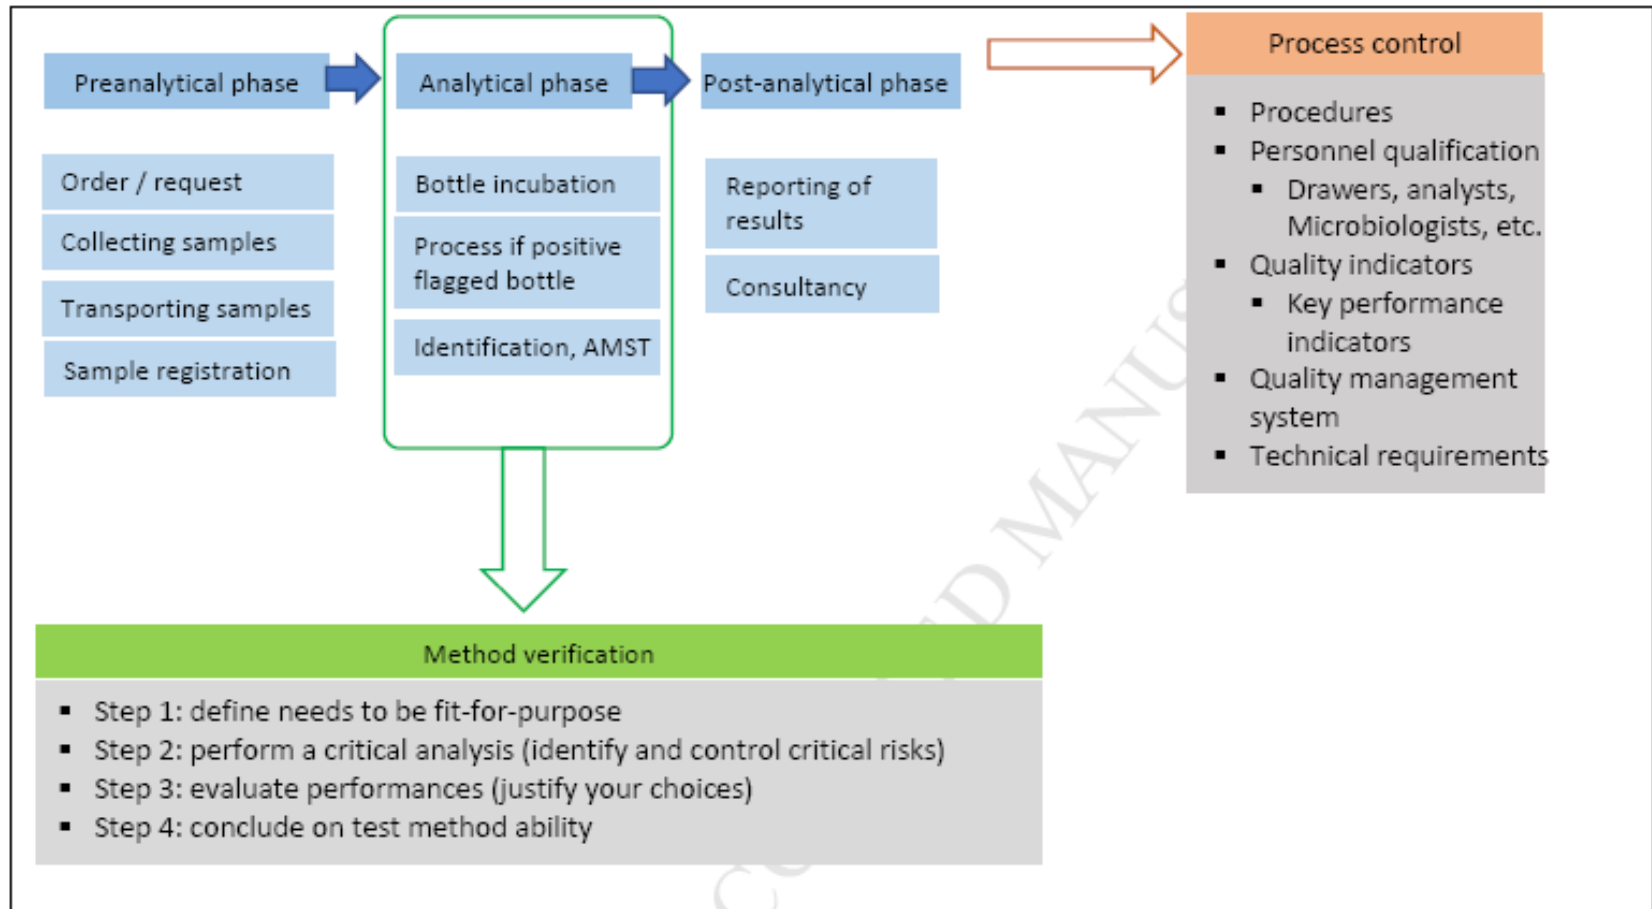 Preanalytical phase
Order / request
Collecting samples
Transporting samples
Sample registration
Analytical phase
Bottle incubation
Process if positive
flagged bottle
Identification, AMST
Post-analytical phase
Reporting of
results
Consultancy
Process control
▪ Procedures
▪ Personnel qualification
▪ Drawers, analysts,
Microbiologists, etc.
▪ Quality indicators
▪ Key performance
indicators
▪ Quality management
system
▪ Technical requirements
Method verification
▪ Step 1: define needs to be fit-for-purpose
▪ Step 2: perform a critical analysis (identify and control critical risks)
▪ Step 3: evaluate performances (justify your choices)
▪ Step 4: conclude on test method ability